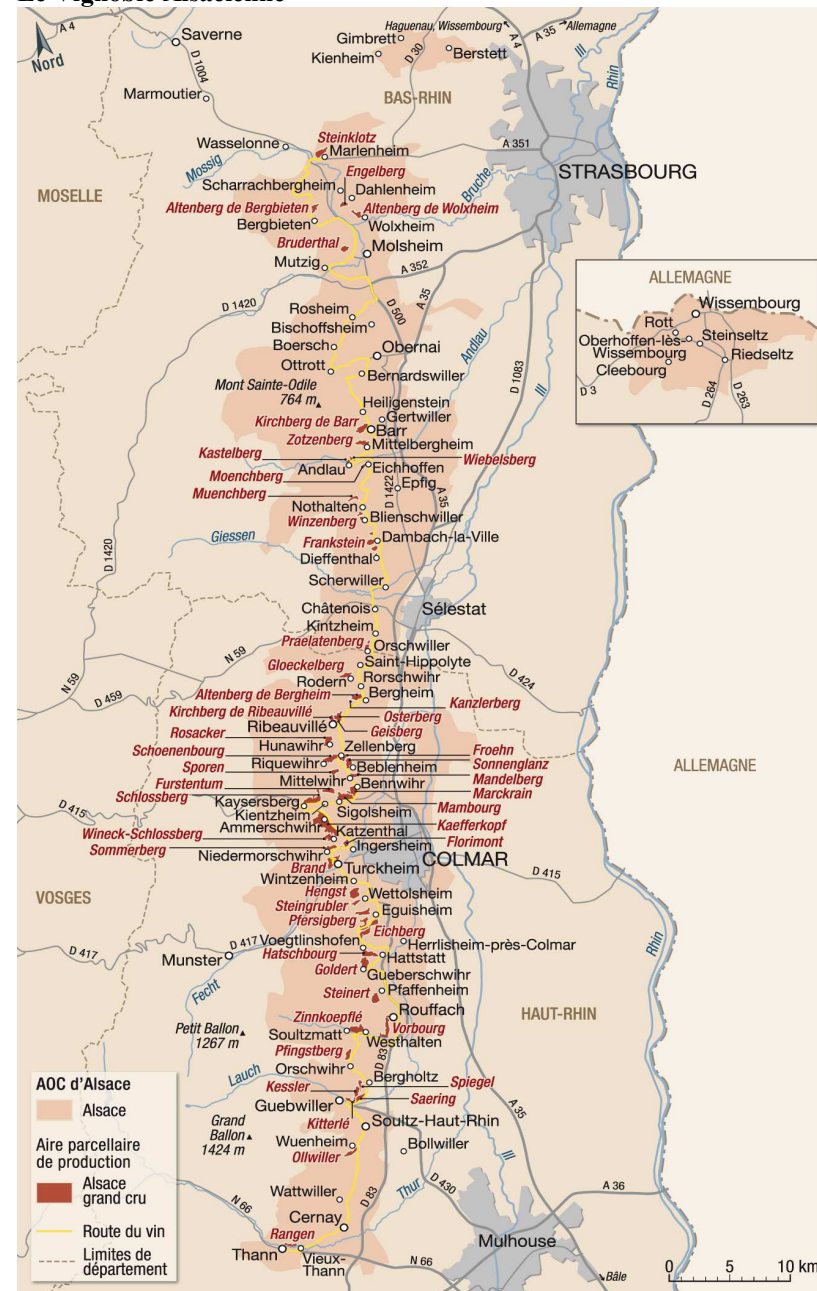 Le Vignoble Alsacienne
A 4
Nord
Saverne
D 1004
Marmoutier
Gimbrett
Haguenau, Wissembourg
A 4
A 35
Allemagne
Ill
Rhin
Kienheim
D 30
Berstett
BAS-RHIN
Wasselonne
Mossig
Steinklotz
Marlenheim
A 351
STRASBOURG
MOSELLE
Scharrachbergheim
Engelberg
Dahlenheim
Bruche
Altenberg de Bergbieten
Altenberg de Wolxheim
Bergbieten
Wolxheim
Bruderthal
Molsheim
Mutzig
A 352
D 1420
D 500
A 35
Rosheim
Bischoffsheim
Boersch
Obernai
Andlau
Ottrott
Bernardswiller
D 1083
Ill
Mont Sainte-Odile
764 m
Heiligenstein
Gertwiller
Kirchberg de Barr
Barr
Zotzenberg
Mittelbergheim
Kastelberg
Wiebelsberg
Andlau
Eichhoffen
Moenchberg
Epfig
D 1422
A 35
Muenchberg
Nothalten
Winzenberg
Blienschwiller
Giessen
Frankstein
Dambach-la-Ville
Dieffenthal
D 1420
Scherwiller
Châtenois
Sélestat
Kintzheim
Praelatenberg
Orschwiller
N 59
N 59
Gloeckelberg
Saint-Hippolyte
Rodern
Rorschwihr
D 424
D 459
Altenberg de Bergheim
Bergheim
Kanzlerberg
Kirchberg de Ribeauvillé
Osterberg
Ribeauvillé
Geisberg
Rosacker
Hunawihr
Zellenberg
Schoenenbourg
Froehn
Riquewihr
Beblenheim
Sonnenglanz
Sporen
Mittelwihr
Bennwihr
Mandelberg
Furstentum
Marckrain
Schlossberg
Kaysersberg
Mambourg
D 415
Kientzheim
Sigolsheim
Ammerschwihr
Kaefferkopf
Wineck-Schlossberg
Katzenthal
Florimont
Sommerberg
Ingersheim
Niedermorschwihr
COLMAR
Brand
Turckheim
D 415
Wintzenheim
VOSGES
Hengst
Wettolsheim
Steingrubler
Eguisheim
Pfersigberg
Eichberg
D 417
D 417
Voegtlinshofen
Herrlisheim-près-Colmar
Munster
Hatschbourg
Hattstatt
Goldert
Gueberschwihr
Rhin
Fecht
Steinert
Pfaffenheim
HAUT-RHIN
Zinnkoepflé
Rouffach
Petit Ballon
1267 m
Soultzmatt
Vorbourg
Westhalten
Pfingstberg
D 83
Orschwihr
Lauch
Bergholtz
Kessler
Spiegel
Guebwiller
Saering
A 35
Grand
Ballon
1424 m
Kitterlé
Soultz-Haut-Rhin
Wuenheim
Bollwiller
Ill
Ollwiller
Wattwiller
Thur
D 430
A 36
N 66
D 83
Cernay
Rangen
Thann
Vieux-
Thann
Mulhouse
N 66
Bâle
0 5 10 km
ALLEMAGNE
ALLEMAGNE
Wissembourg
Rott
Oberhoffen-lès-
Wissembourg
Steinseltz
Cleebourg
Riedseltz
D 3
D 264
D 263
AOC d'Alsace
Alsace
Aire parcellaire
de production
Alsace
grand cru
Route du vin
Limites de
département